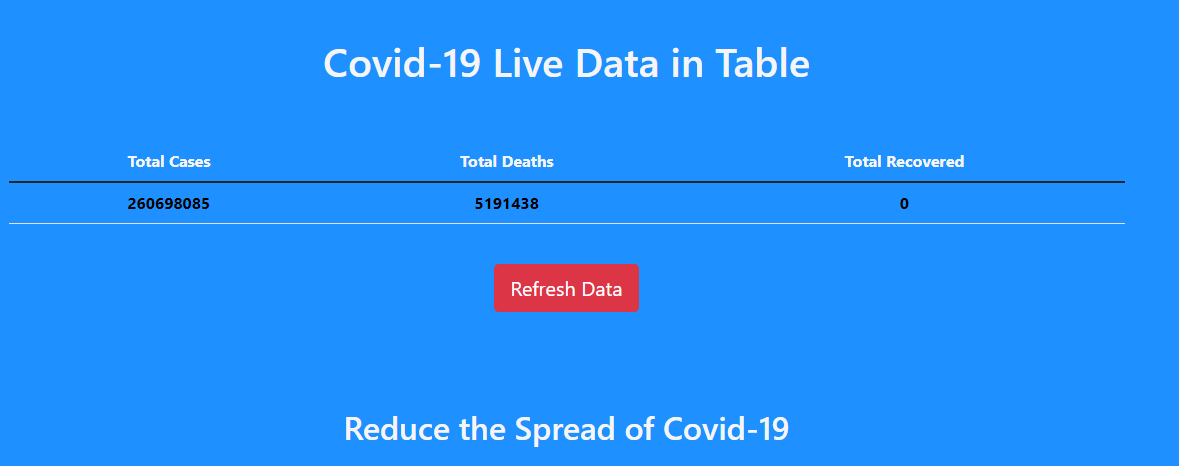 Covid-19 Live Data in Table
Total Cases Total Deaths Total Recovered
260698085 5191438 0
Refresh Data
Reduce the Spread of Covid-19